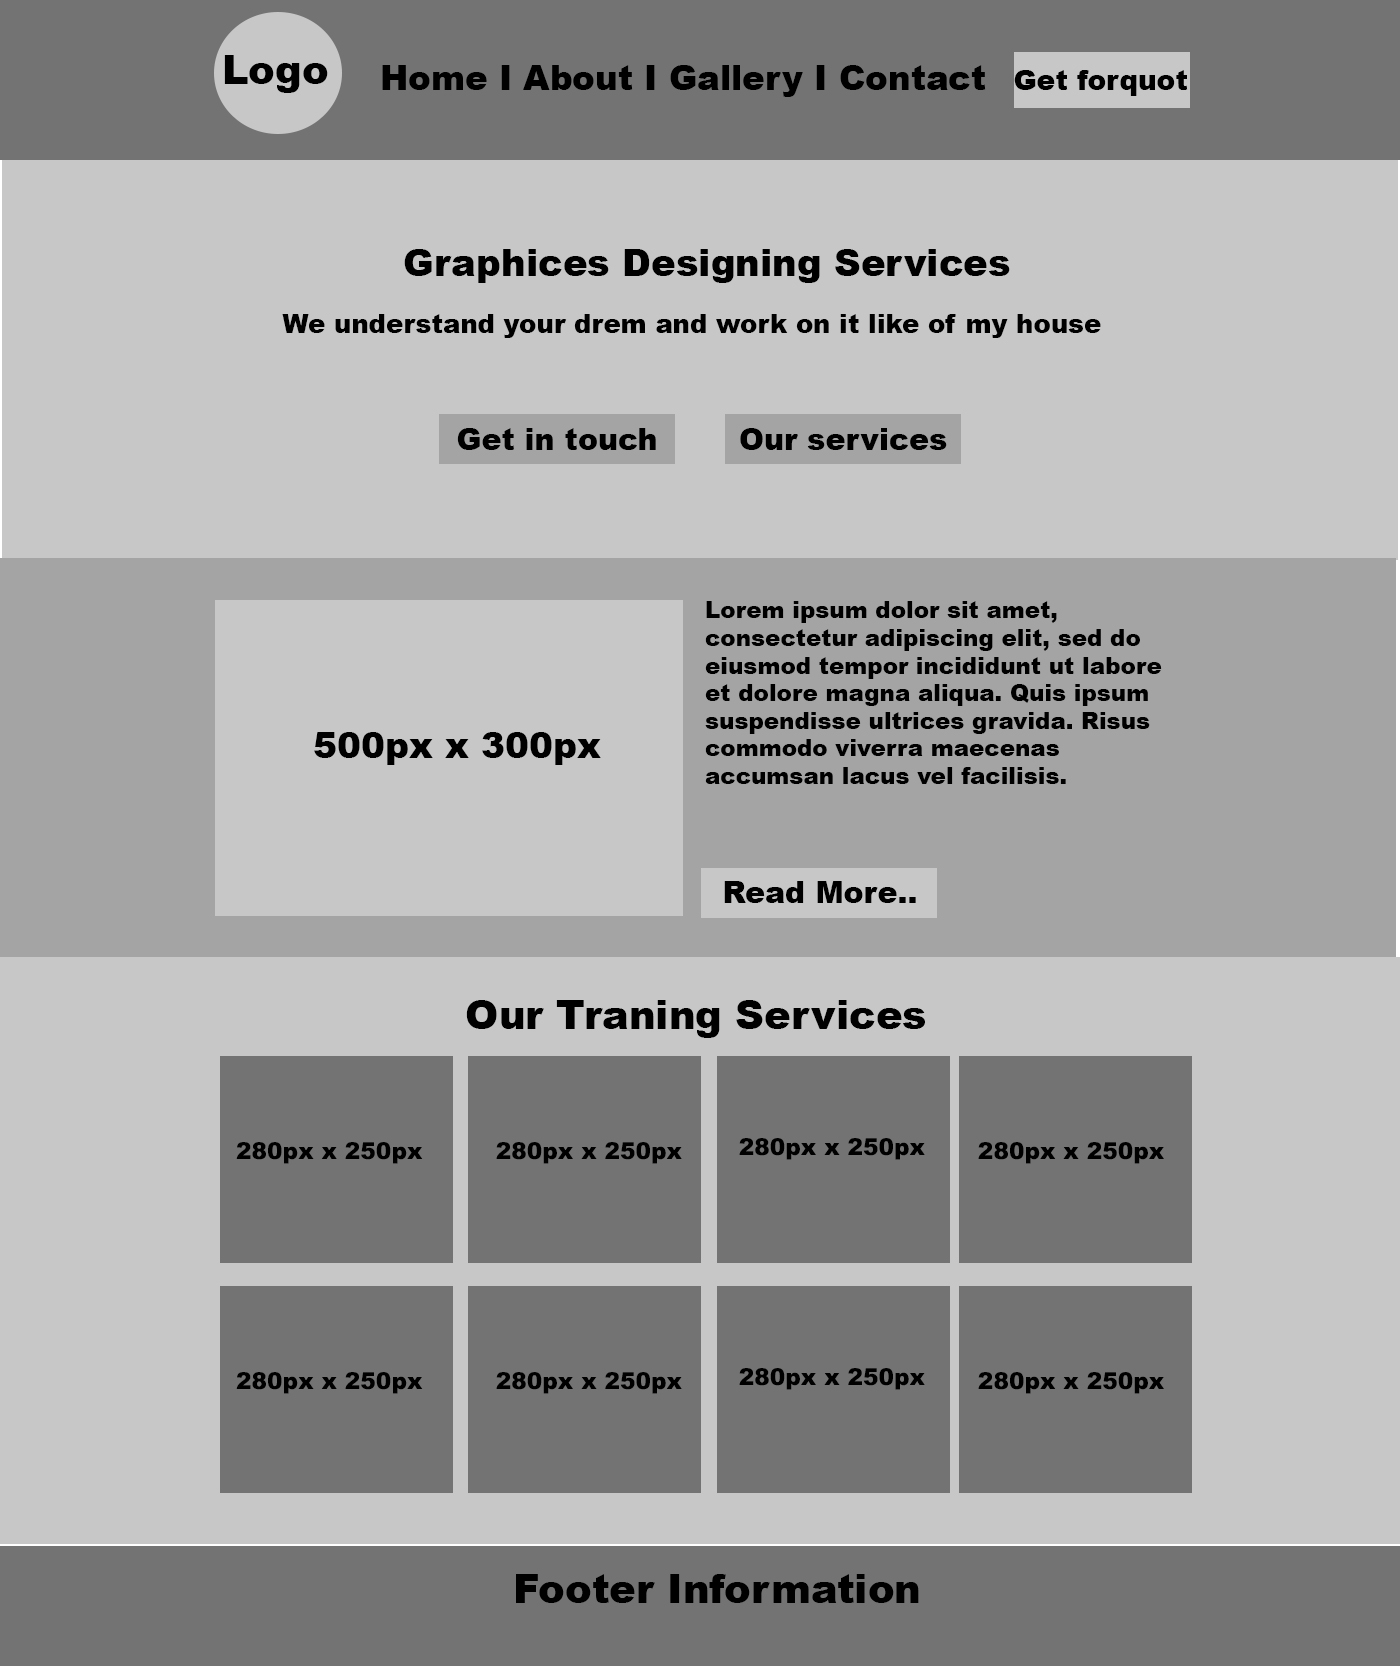 Logo
Home I About I Gallery I Contact
Get forquot
Graphices Designing Services
We understand your drem and work on it like of my house
Get in touch
Our services
500px x 300px
Lorem ipsum dolor sit amet,
consectetur adipiscing elit, sed do
eiusmod tempor incididunt ut labore
et dolore magna aliqua. Quis ipsum
suspendisse ultrices gravida. Risus
commodo viverra maecenas
accumsan lacus vel facilisis.
Read More..
Our Traning Services
280px x 250px
280px x 250px
280px x 250px
280px x 250px
280px x 250px
280px x 250px
280px x 250px
280px x 250px
Footer Information